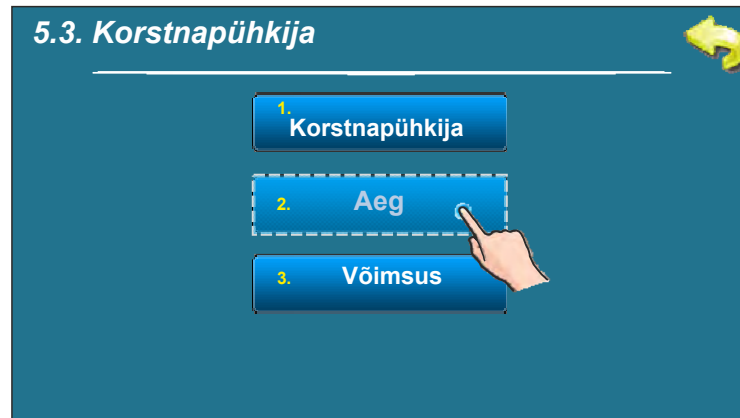 5.3. Korstnapühkija
1.
Korstnapühkija
2. Aeg
3. Võimsus